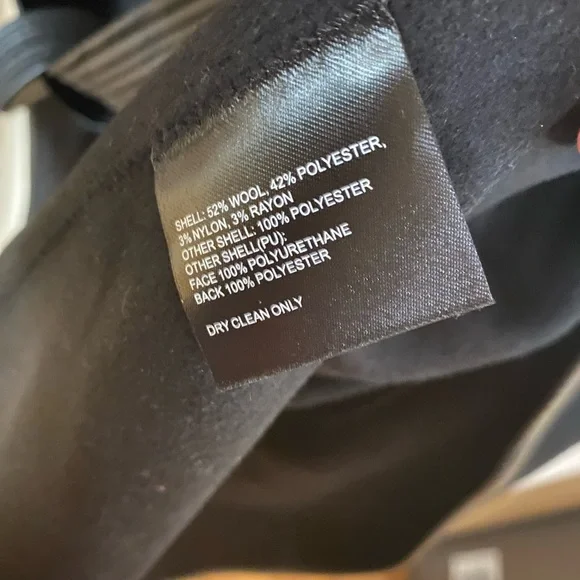 SHELL: 52% WOOL, 42% POLYESTER,
3% NYLON, 3% RAYON
OTHER SHELL: 100% POLYESTER
OTHER SHELL(PU):
FACE 100% POLYURETHANE
BACK 100% POLYESTER
DRY CLEAN ONLY